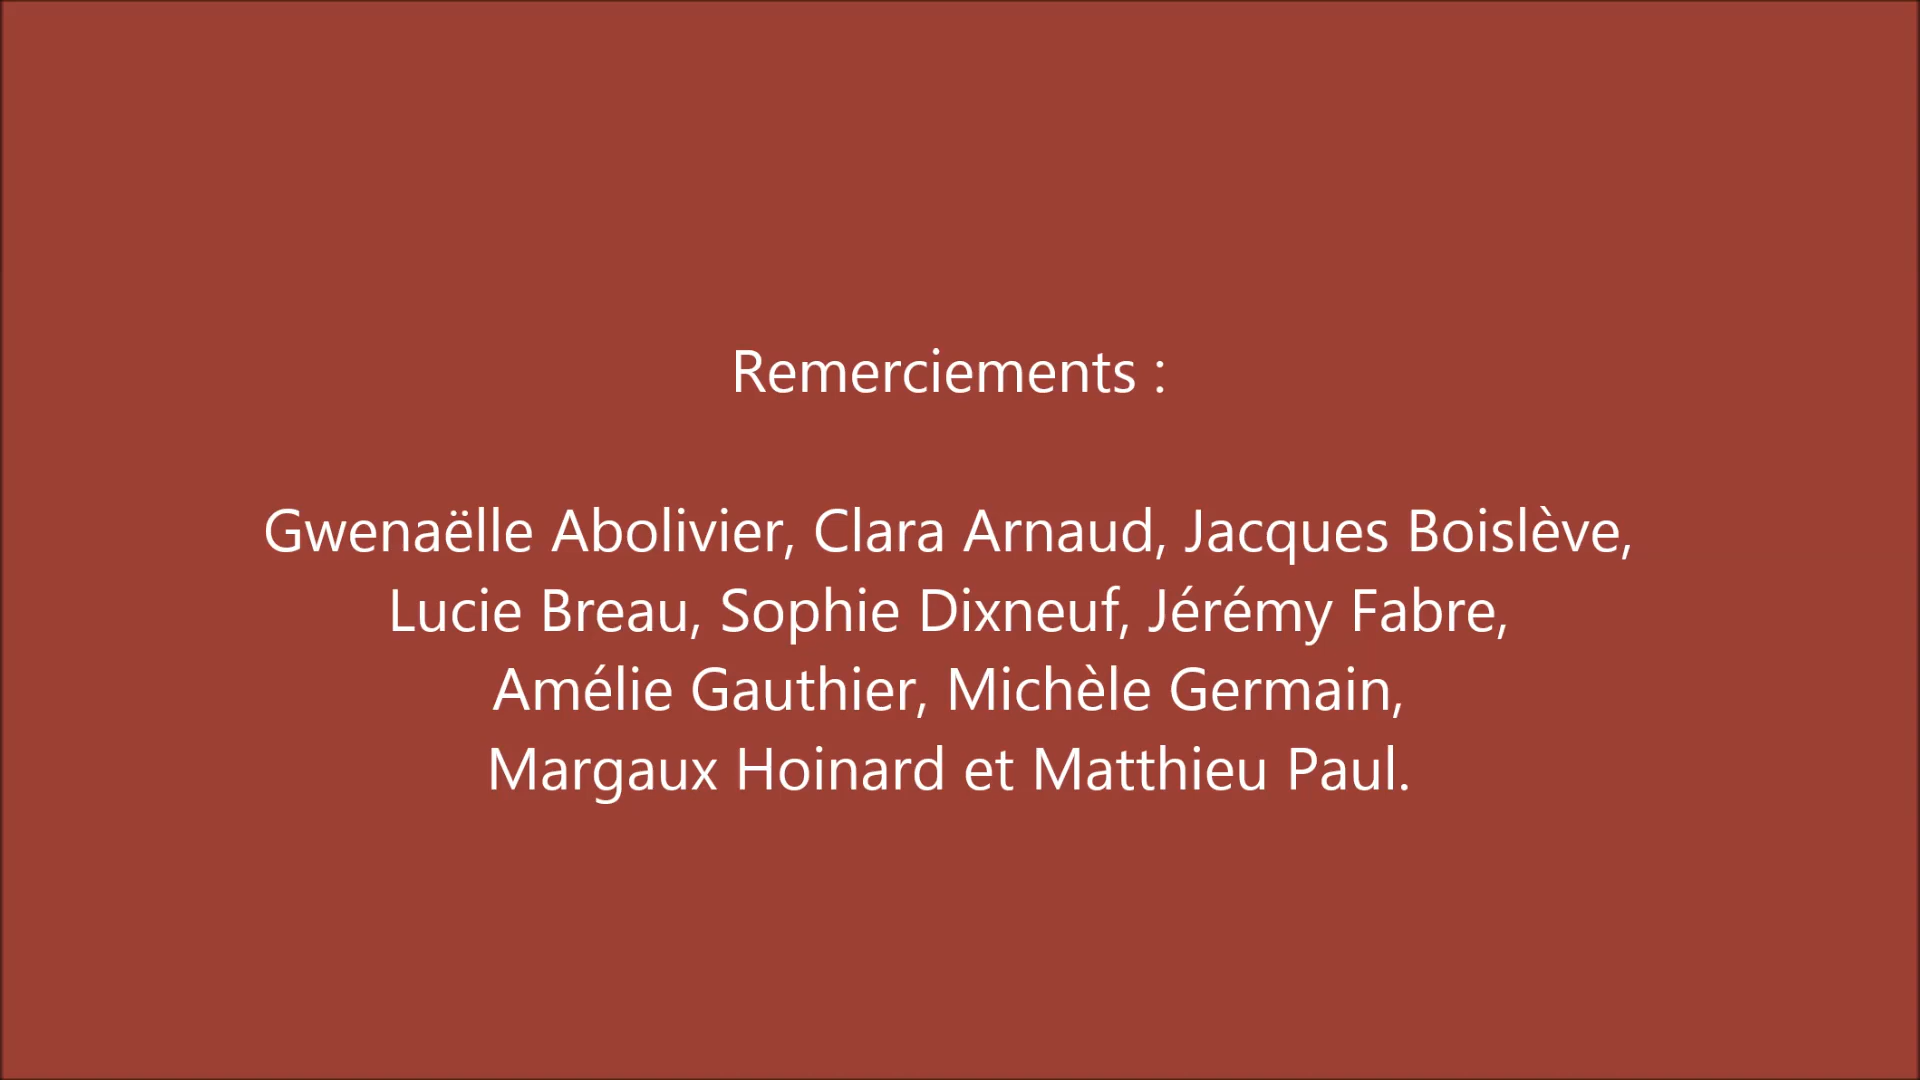 Remerciements :
Gwenaëlle Abolivier, Clara Arnaud, Jacques Boislève,
Lucie Breau, Sophie Dixneuf, Jérémy Fabre,
Amélie Gauthier, Michèle Germain,
Margaux Hoinard et Matthieu Paul.